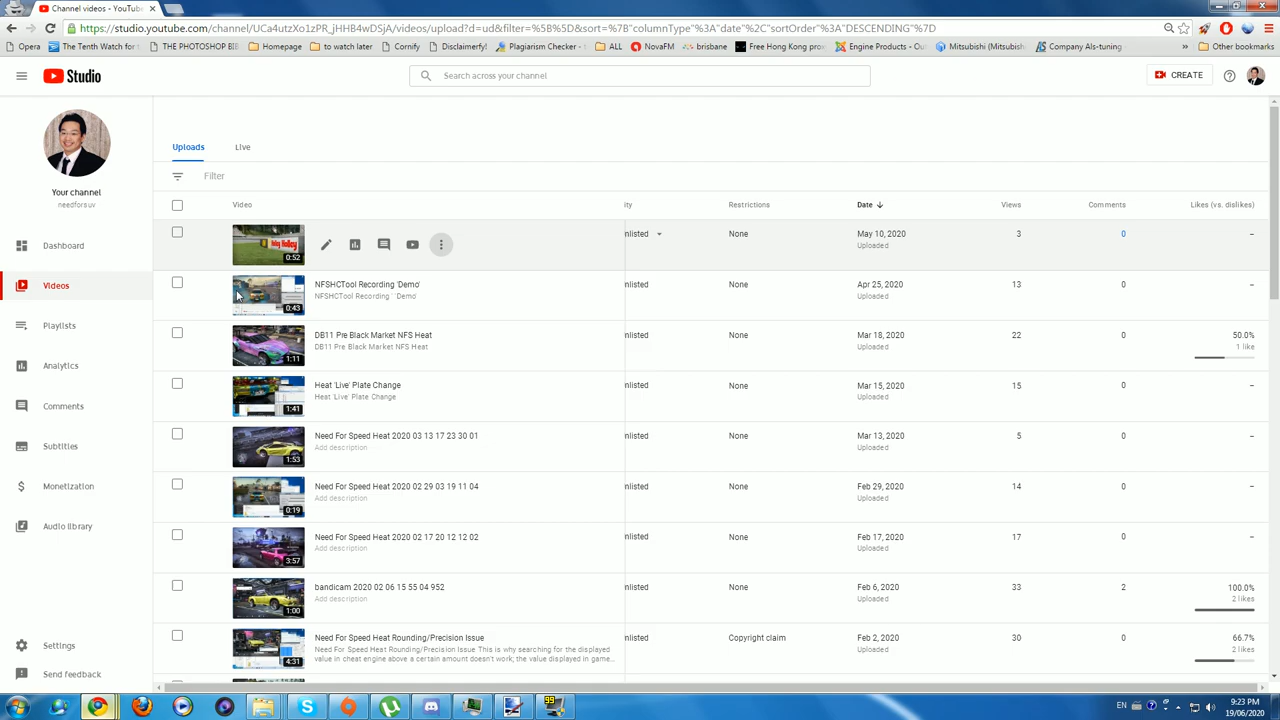 Channel videos - YouTube
https://studio.youtube.com/channel/UCa4utzXo1zPR_jHHB4wDSjA/videos/upload?d=ud&filter=%5B%5D&sort=%7B"columnType"%3A"date"%2C"sortOrder"%3A"DESCENDING"%7D
Opera
The Tenth Watch for
THE PHOTOSHOP BIB
Homepage
to watch later
Cornify
Disclaimerfy!
Plagiarism Checker -
ALL
NovaFM
brisbane
Free Hong Kong prox
Engine Products - Oil
Mitsubishi (Mitsubish
Company Als-tuning
»
Other bookmarks
Studio
Search across your channel
CREATE
Your channel
needforsuv
Dashboard
Videos
Playlists
Analytics
Comments
Subtitles
Monetization
Audio library
Settings
Send feedback
Uploads
Live
Filter
Video
ity
Restrictions
Date
Views
Comments
Likes (vs. dislikes)
0:52
nlisted
None
May 10, 2020
Uploaded
3
0
–
0:43
NFSHCTool Recording 'Demo'
NFSHCTool Recording ' Demo'
nlisted
None
Apr 25, 2020
Uploaded
13
0
–
1:11
DB11 Pre Black Market NFS Heat
DB11 Pre Black Market NFS Heat
nlisted
None
Mar 18, 2020
Uploaded
22
0
50.0%
1 like
1:41
Heat 'Live' Plate Change
Heat 'Live' Plate Change
nlisted
None
Mar 15, 2020
Uploaded
15
0
–
1:53
Need For Speed Heat 2020 03 13 17 23 30 01
Add description
nlisted
None
Mar 13, 2020
Uploaded
5
0
–
0:19
Need For Speed Heat 2020 02 29 03 19 11 04
Add description
nlisted
None
Feb 29, 2020
Uploaded
14
0
–
3:57
Need For Speed Heat 2020 02 17 20 12 12 02
Add description
nlisted
None
Feb 17, 2020
Uploaded
17
0
–
1:00
bandicam 2020 02 06 15 55 04 952
Add description
nlisted
None
Feb 6, 2020
Uploaded
33
2
100.0%
2 likes
4:31
Need For Speed Heat Rounding/Precision Issue
Need For Speed Heat Rounding/Precision Issue This is why searching for the displayed
value in cheat engine above a certain amount doesn't work, the value displayed in game…
nlisted
Copyright claim
Feb 2, 2020
Uploaded
30
0
66.7%
2 likes
99
EN
9:23 PM
19/06/2020